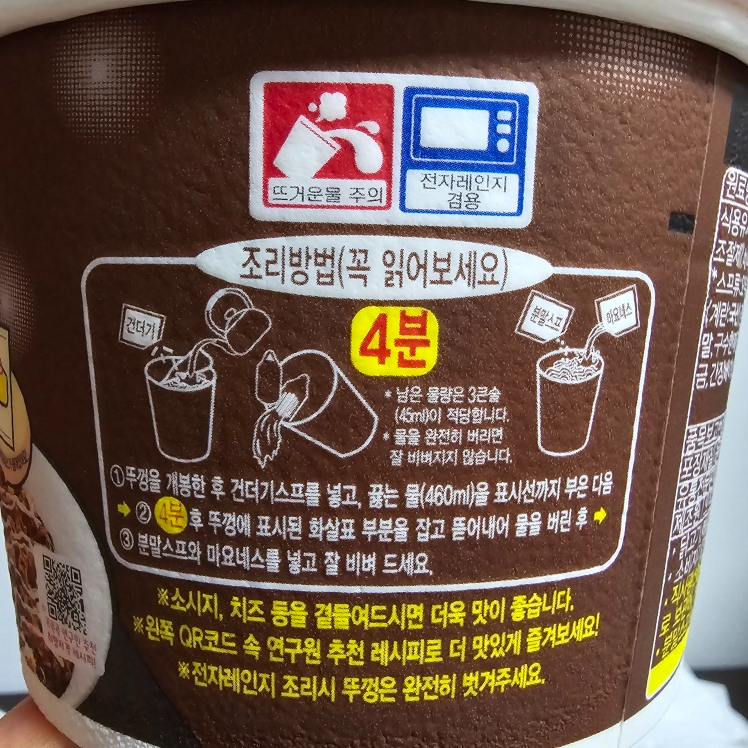 뜨거운물 주의
전자레인지
겸용
조리방법(꼭 읽어보세요)
건더기
4분
분말스프
마요네스
* 남은 물량은 3큰술
(45ml)이 적당합니다.
* 물을 완전히 버리면
잘 비벼지지 않습니다.
①뚜껑을 개봉한 후 건더기스프를 넣고, 끓는 물(460ml)을 표시선까지 부은 다음
➡ ② 4분 후 뚜껑에 표시된 화살표 부분을 잡고 뜯어내어 물을 버린 후 ➡
③ 분말스프와 마요네스를 넣고 잘 비벼 드세요.
※소시지, 치즈 등을 곁들여드시면 더욱 맛이 좋습니다.
※왼쪽 QR코드 속 연구원 추천 레시피로 더 맛있게 즐겨보세요!
※전자레인지 조리시 뚜껑은 완전히 벗겨주세요.